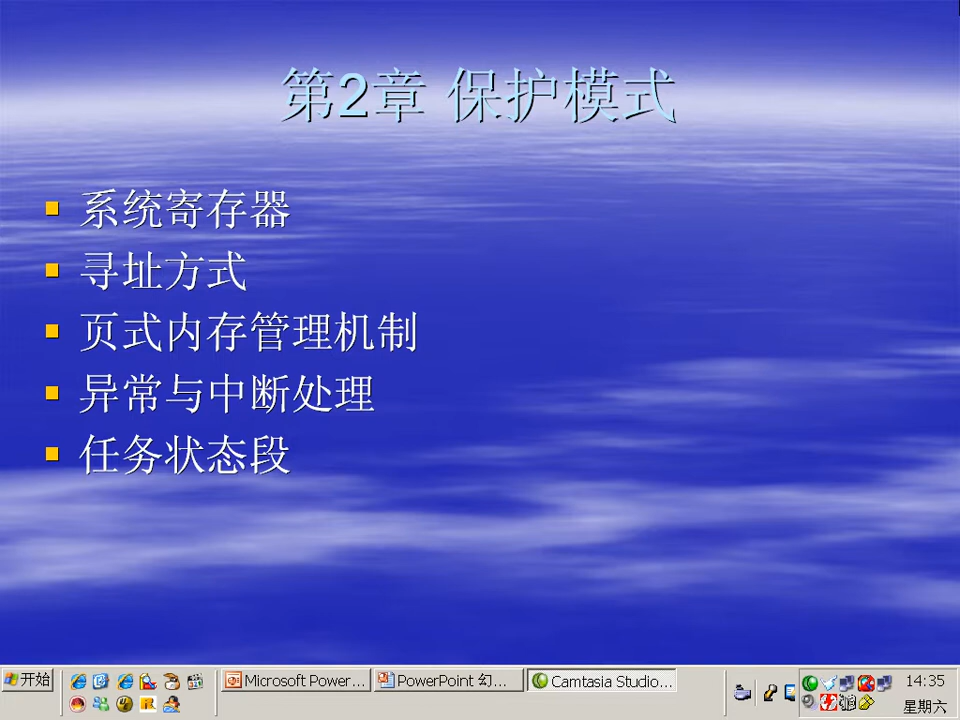 第2章 保护模式
系统寄存器
寻址方式
页式内存管理机制
异常与中断处理
任务状态段
开始
Microsoft Power...
PowerPoint 幻...
Camtasia Studio...
14:35
星期六